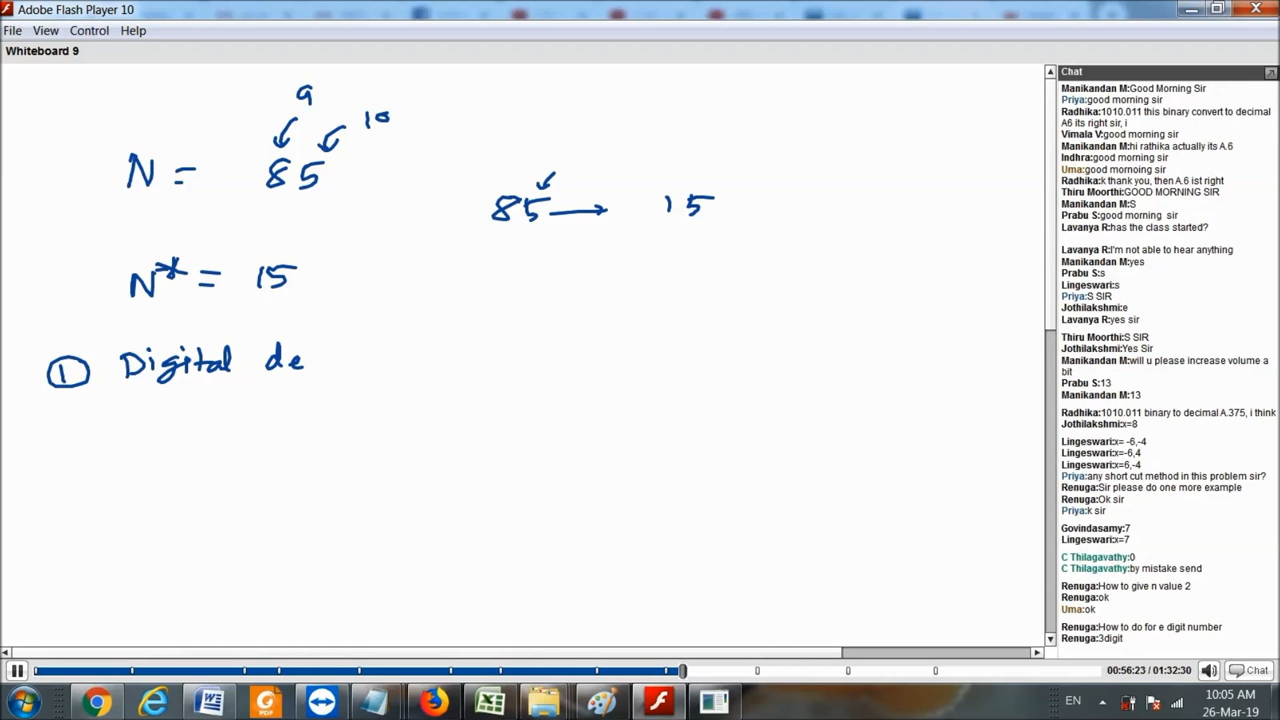 Adobe Flash Player 10
File View Control Help
Whiteboard 9
9
10
N = 85
85 → 15
N* = 15
① Digital de
Chat
Manikandan M:Good Morning Sir
Priya:good morning sir
Radhika:1010.011 this binary convert to decimal
A6 its right sir, i
Vimala V:good morning sir
Manikandan M:hi rathika actually its A.6
Indhra:good morning sir
Uma:good mornoing sir
Radhika:k thank you, then A.6 ist right
Thiru Moorthi:GOOD MORNING SIR
Manikandan M:S
Prabu S:good morning sir
Lavanya R:has the class started?
Lavanya R:I'm not able to hear anything
Manikandan M:yes
Prabu S:s
Lingeswari:s
Priya:S SIR
Jothilakshmi:e
Lavanya R:yes sir
Thiru Moorthi:S SIR
Jothilakshmi:Yes Sir
Manikandan M:will u please increase volume a
bit
Prabu S:13
Manikandan M:13
Radhika:1010.011 binary to decimal A.375, i think
Jothilakshmi:x=8
Lingeswari:x= -6,-4
Lingeswari:x=-6,4
Lingeswari:x=6,-4
Priya:any short cut method in this problem sir?
Renuga:Sir please do one more example
Renuga:Ok sir
Priya:k sir
Govindasamy:7
Lingeswari:x=7
C Thilagavathy:0
C Thilagavathy:by mistake send
Renuga:How to give n value 2
Renuga:ok
Uma:ok
Renuga:How to do for e digit number
Renuga:3digit
00:56:23 / 01:32:30 Chat
EN 10:05 AM
26-Mar-19